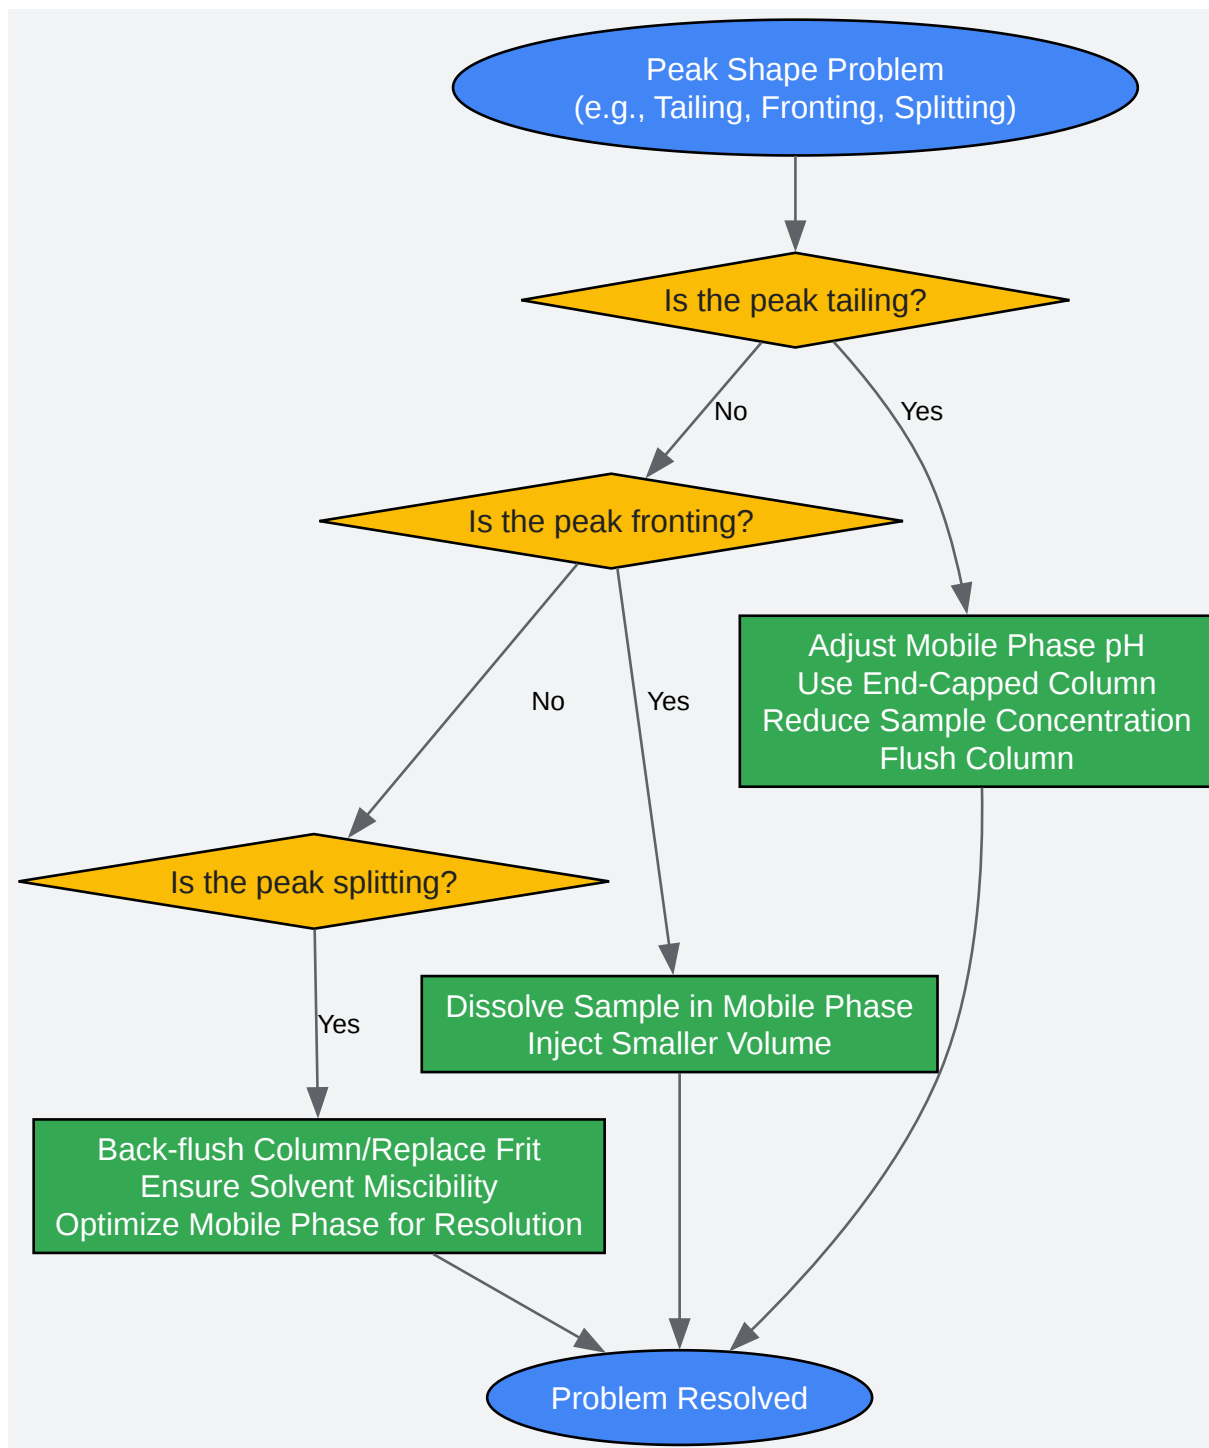 Peak Shape Problem
(e.g., Tailing, Fronting, Splitting)
Is the peak tailing?
No
Yes
Is the peak fronting?
Adjust Mobile Phase pH
Use End-Capped Column
Reduce Sample Concentration
Flush Column
No
Yes
Is the peak splitting?
Dissolve Sample in Mobile Phase
Inject Smaller Volume
Yes
Back-flush Column/Replace Frit
Ensure Solvent Miscibility
Optimize Mobile Phase for Resolution
Problem Resolved